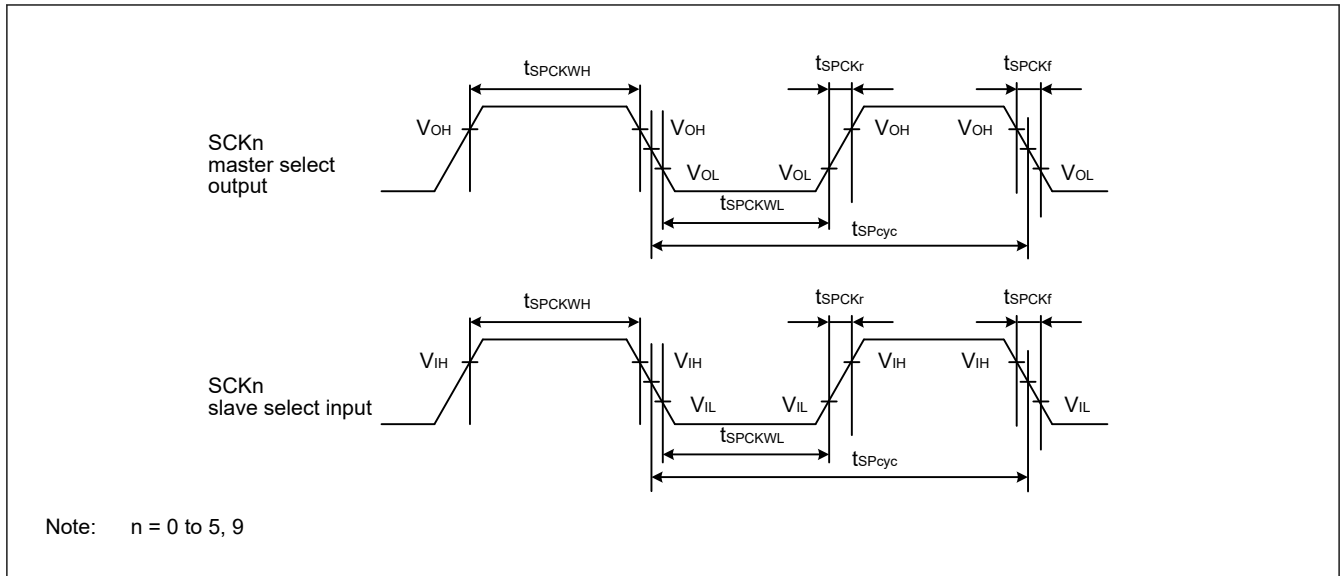 tSPCKWH tSPCKr tSPCKf
VOH VOH VOH VOH
SCKn
master select
output
VOL VOL VOL
tSPCKWL
tSPcyc
tSPCKWH tSPCKr tSPCKf
VIH VIH VIH VIH
SCKn
slave select input
VIL VIL VIL
tSPCKWL
tSPcyc
Note: n = 0 to 5, 9